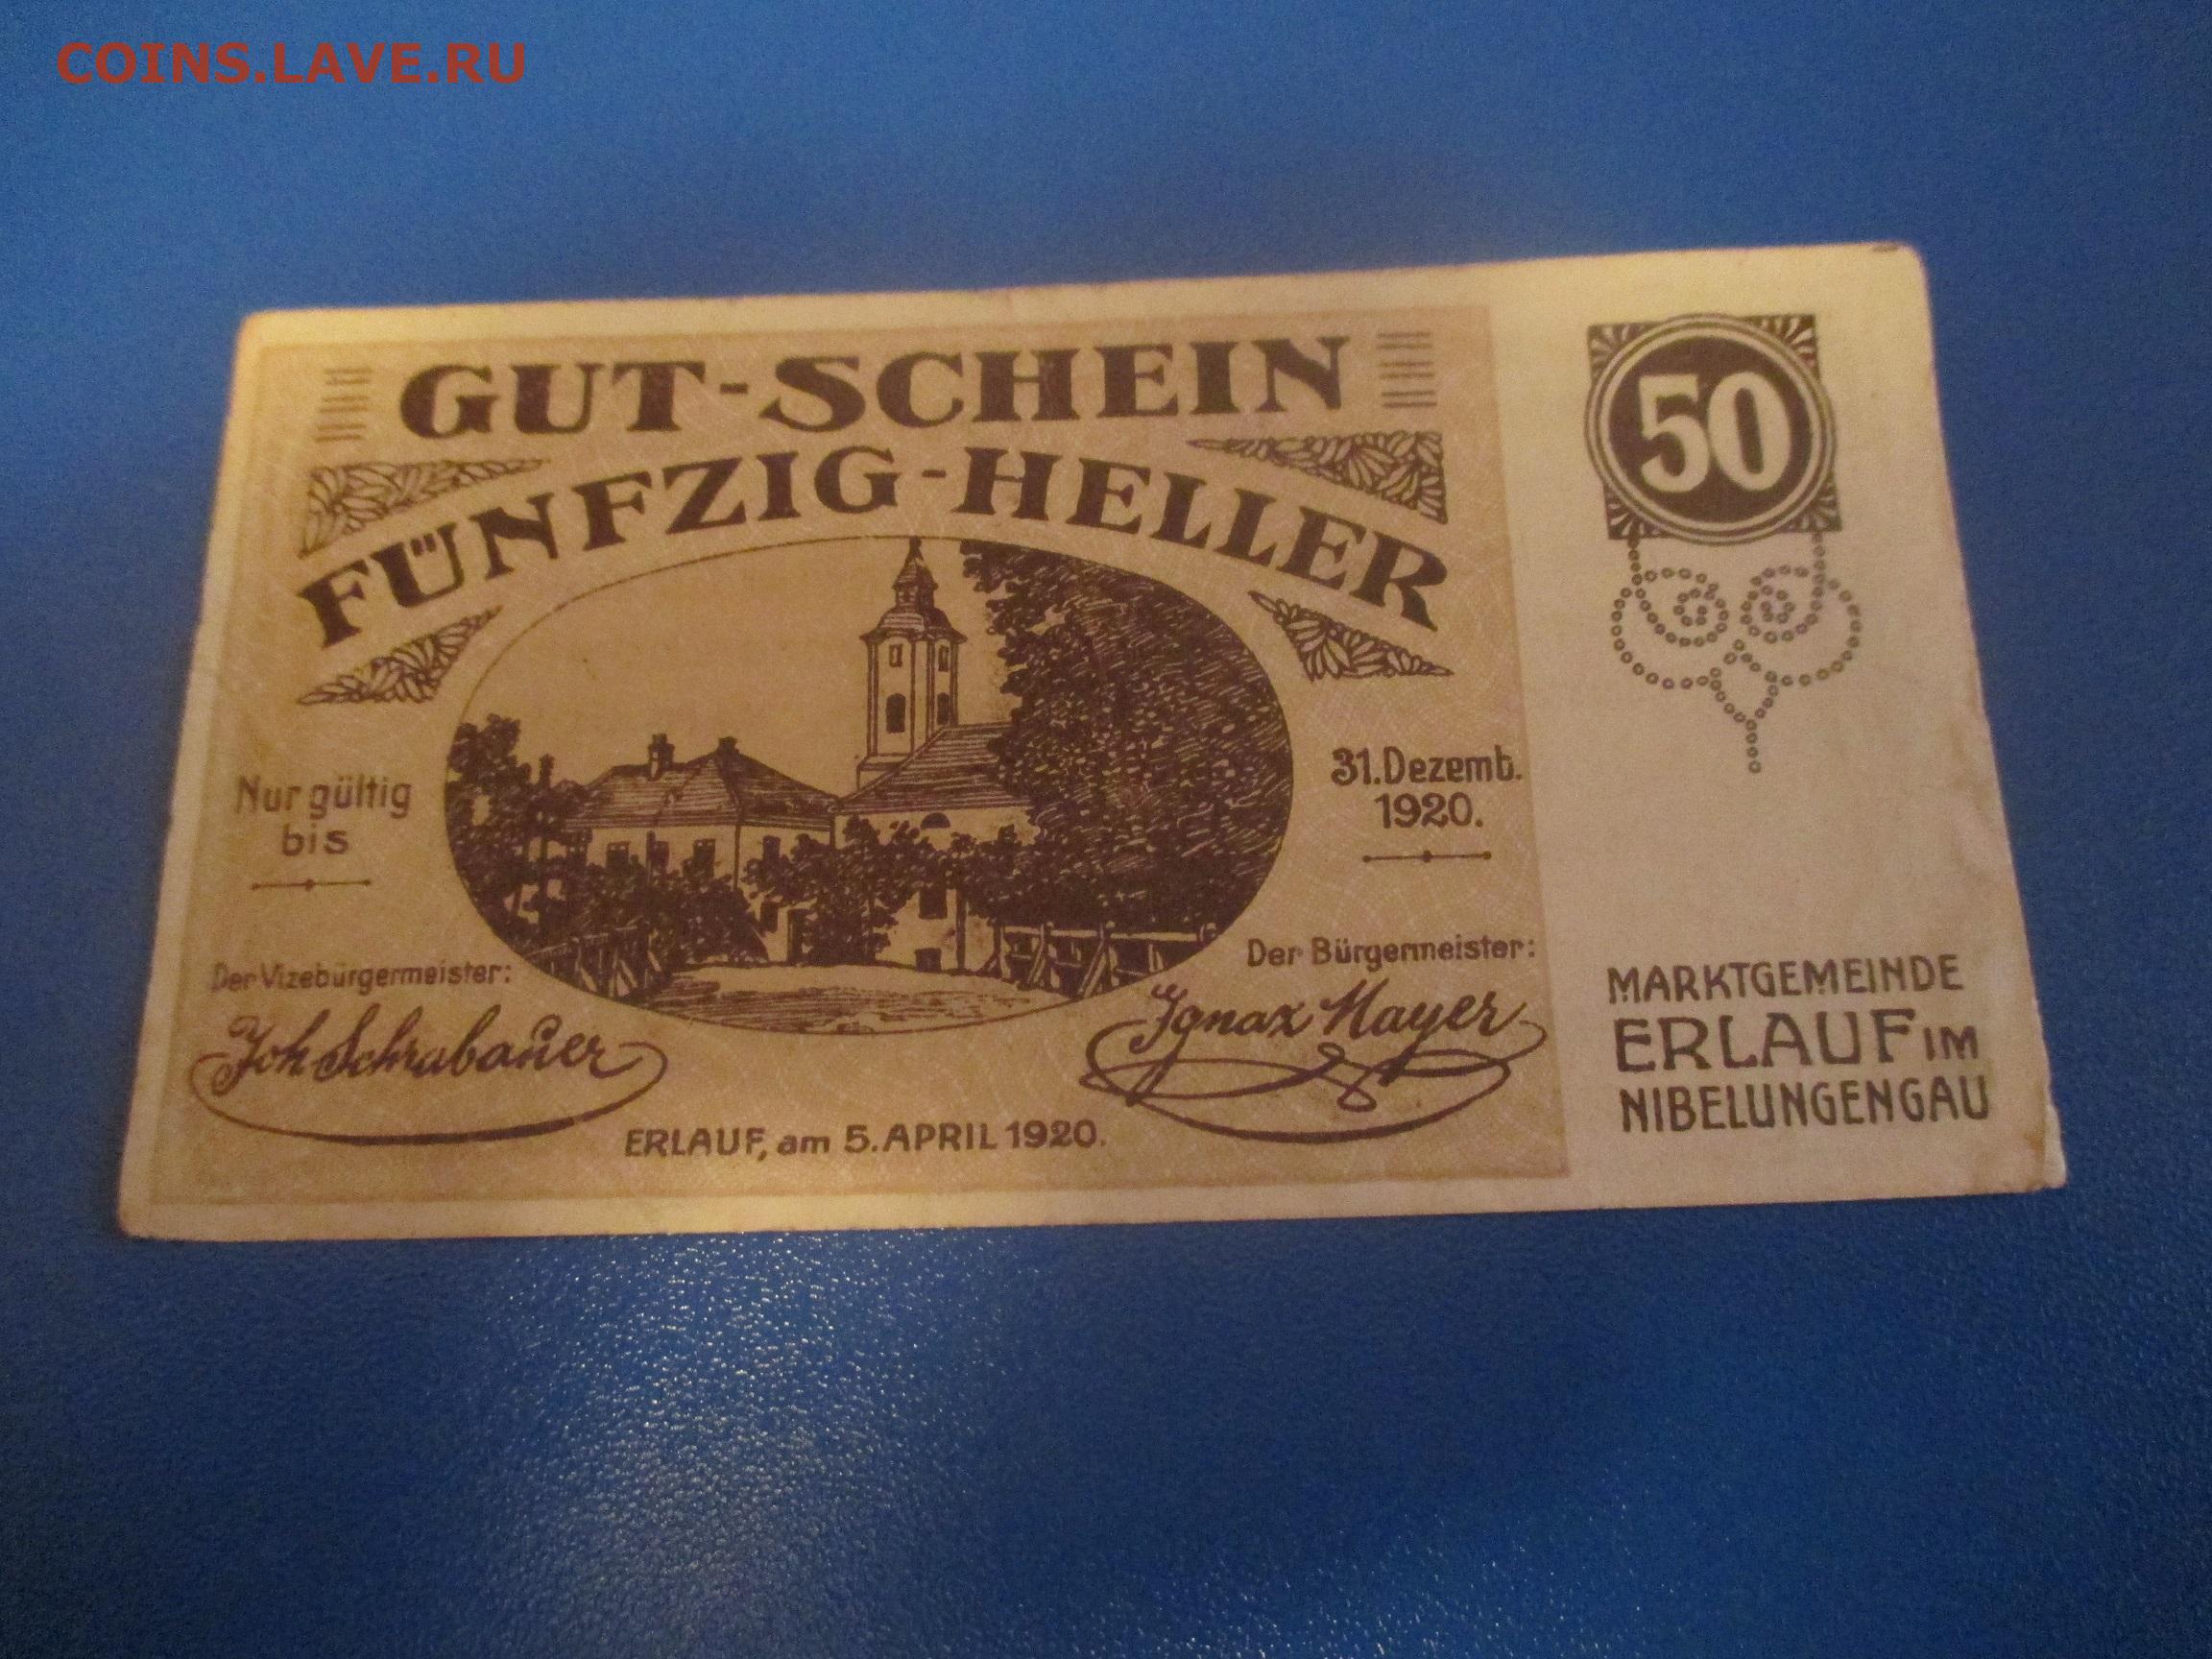 COINS.LAVE.RU
GUT-SCHEIN
FÜNFZIG-HELLER
50
Nur gültig
bis
31.Dezemb.
1920.
Der Vizebürgermeister:
Joh Schrabauer
Der Bürgermeister:
Ignaz Mayer
ERLAUF, am 5. APRIL 1920.
MARKTGEMEINDE
ERLAUF IM
NIBELUNGENGAU